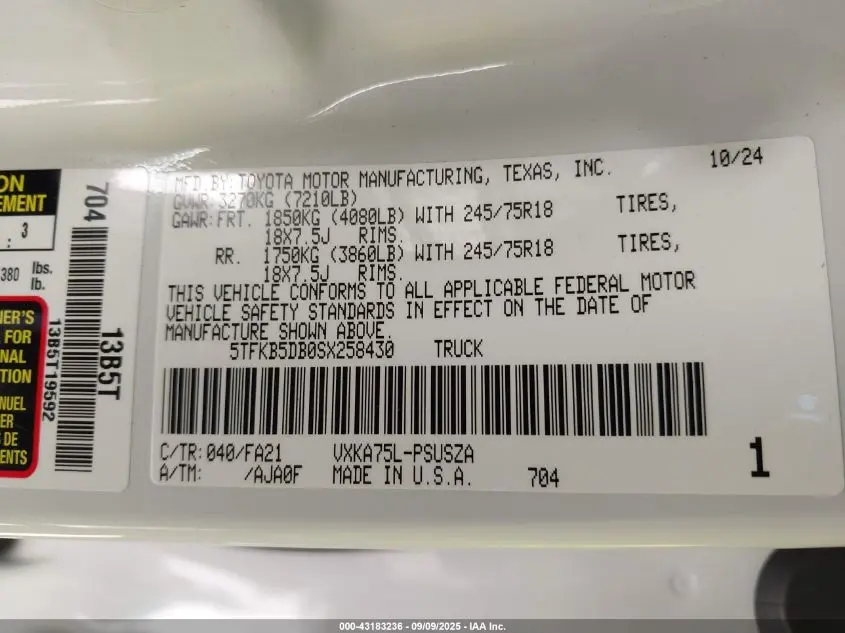 ON
EMENT
: 3
380 lbs.
lb.
NER'S
FOR
NAL
TION
NUEL
ER
S DE
ENTS
704
13B5T
13B5T19592
MFD.BY: TOYOTA MOTOR MANUFACTURING, TEXAS, INC. 10/24
GVWR: 3270KG (7210LB)
GAWR: FRT. 1850KG (4080LB) WITH 245/75R18 TIRES,
18X7.5J RIMS.
RR. 1750KG (3860LB) WITH 245/75R18 TIRES,
18X7.5J RIMS.
THIS VEHICLE CONFORMS TO ALL APPLICABLE FEDERAL MOTOR
VEHICLE SAFETY STANDARDS IN EFFECT ON THE DATE OF
MANUFACTURE SHOWN ABOVE.
5TFKB5DB0SX258430 TRUCK
C/TR: 040/FA21 VXKA75L-PSUSZA
A/TM: /AJA0F MADE IN U.S.A. 704
1
000-43183236 - 09/09/2025 - IAA Inc.